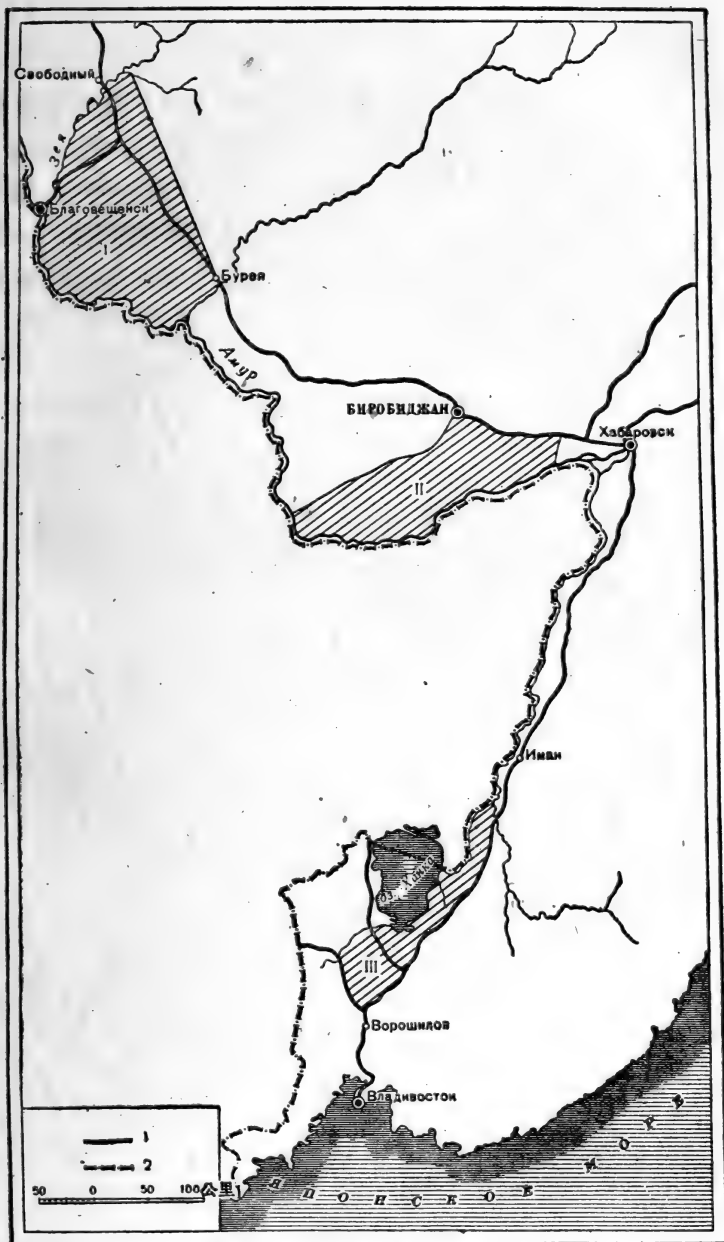 Свободный
Зея
Благовещенск
I
Бурея
Амур
БИРОБИДЖАН
Хабаровск
II
Иман
оз. Ханка
III
Ворошилов
Владивосток
ЯПОНСКОЕ МОРЕ
1
2
50 0 50 100 公里